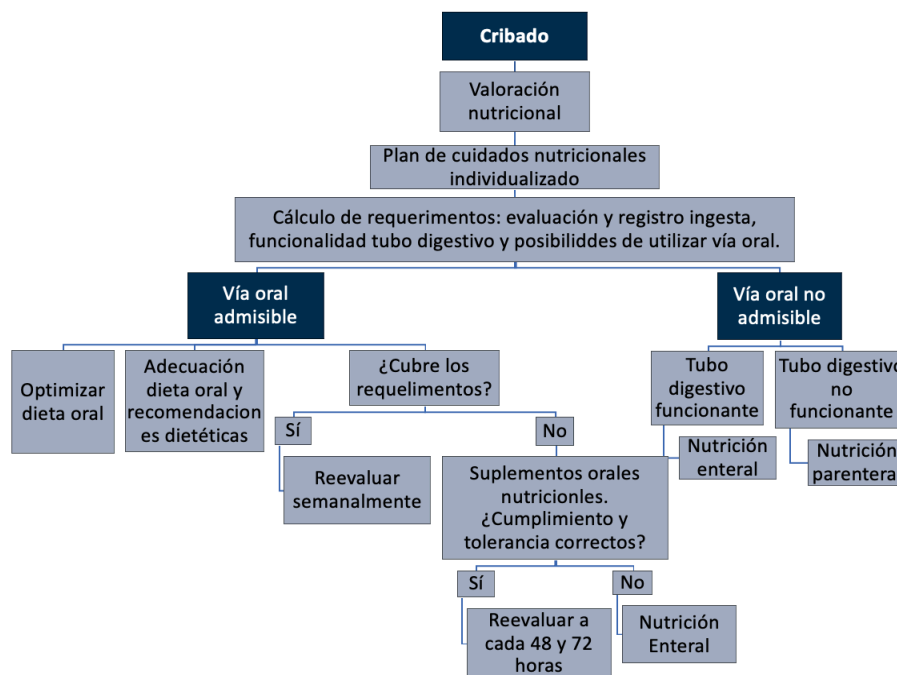 Cribado
Valoración
nutricional
Plan de cuidados nutricionales
individualizado
Cálculo de requerimentos: evaluación y registro ingesta,
funcionalidad tubo digestivo y posibiliddes de utilizar vía oral.
Vía oral
admisible
Vía oral no
admisible
Optimizar
dieta oral
Adecuación
dieta oral y
recomendacion
es dietéticas
¿Cubre los
requelimentos?
Tubo
digestivo
funcionante
Tubo digestivo
no
funcionante
Sí
No
Nutrición
enteral
Nutrición
parenteral
Reevaluar
semanalmente
Suplementos orales
nutricionles.
¿Cumplimiento y
tolerancia correctos?
Sí
No
Reevaluar a
cada 48 y 72
horas
Nutrición
Enteral